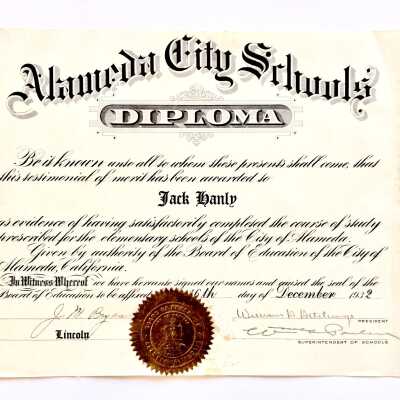 Alameda City Schools
DIPLOMA
Be it known unto all to whom these presents shall come, that
this testimonial of merit has been awarded to
Jack Hanly
as evidence of having satisfactorily completed the course of study
prescribed for the elementary schools of the City of Alameda.
Given by authority of the Board of Education of the City of
Alameda, California.
In Witness Whereof we have hereunto signed our names and caused the seal of the
Board of Education to be affixed th day of December 1932
J. M.
William
PRESIDENT
Lincoln
SUPERINTENDENT OF SCHOOLS